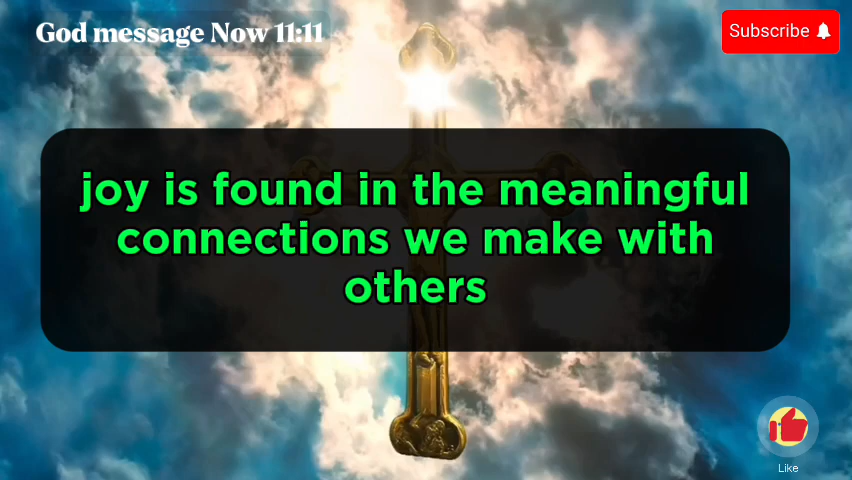 God message Now 11:11
Subscribe
joy is found in the meaningful
connections we make with
others
Like